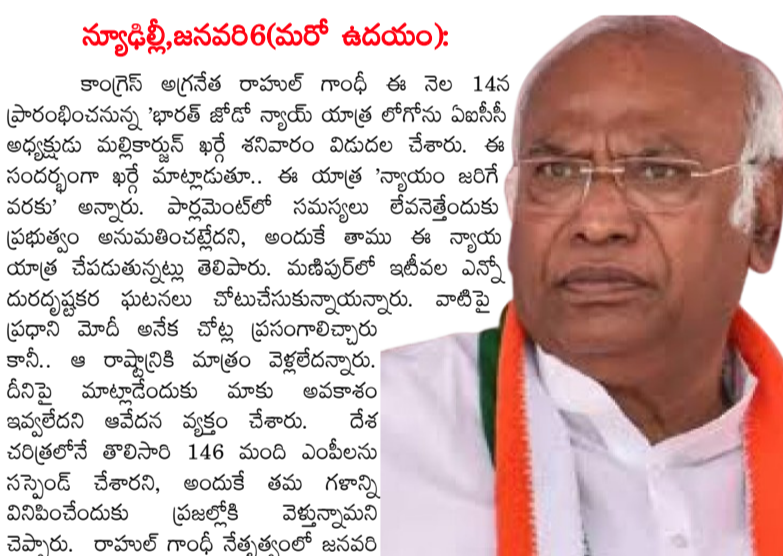 న్యూఢిల్లీ,జనవరి6(మరో ఉదయం):
కాంగ్రెస్ అగ్రనేత రాహుల్ గాంధీ ఈ నెల 14న
ప్రారంభించనున్న 'భారత్ జోడో న్యాయ్ యాత్ర లోగోను ఏఐసీసీ
అధ్యక్షుడు మల్లికార్జున్ ఖర్గే శనివారం విడుదల చేశారు. ఈ
సందర్భంగా ఖర్గే మాట్లాడుతూ.. ఈ యాత్ర 'న్యాయం జరిగే
వరకు' అన్నారు. పార్లమెంట్‌లో సమస్యలు లేవనెత్తేందుకు
ప్రభుత్వం అనుమతించట్లేదని, అందుకే తాము ఈ న్యాయ
యాత్ర చేపడుతున్నట్లు తెలిపారు. మణిపుర్‌లో ఇటీవల ఎన్నో
దురదృష్టకర ఘటనలు చోటుచేసుకున్నాయన్నారు. వాటిపై
ప్రధాని మోదీ అనేక చోట్ల ప్రసంగాలిచ్చారు
కానీ.. ఆ రాష్ట్రానికి మాత్రం వెళ్లలేదన్నారు.
దీనిపై మాట్లాడేందుకు మాకు అవకాశం
ఇవ్వలేదని ఆవేదన వ్యక్తం చేశారు. దేశ
చరిత్రలోనే తొలిసారి 146 మంది ఎంపీలను
సస్పెండ్ చేశారని, అందుకే తమ గళాన్ని
వినిపించేందుకు ప్రజల్లోకి వెళ్తున్నామని
చెప్పారు. రాహుల్ గాంధీ నేతృత్వంలో జనవరి